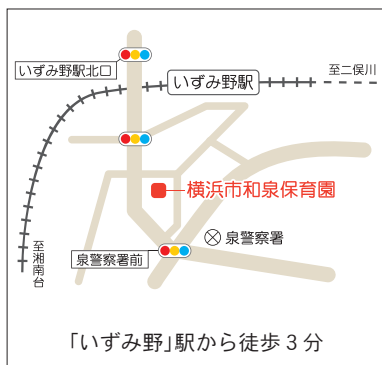 いずみ野駅北口
いずみ野駅
至二俣川
横浜市和泉保育園
泉警察署
泉警察署前
至湘南台
「いずみ野」駅から徒歩3分